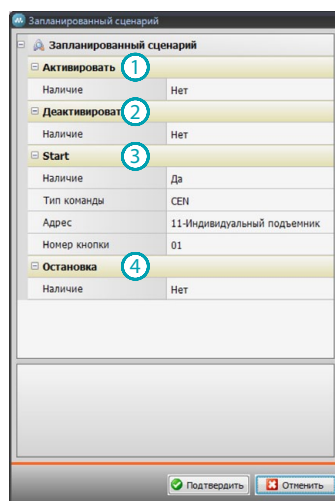 Запланированный сценарий
Запланированный сценарий
Активировать 1
Наличие Нет
Деактивировать 2
Наличие Нет
Start 3
Наличие Да
Тип команды CEN
Адрес 11-Индивидуальный подъемник
Номер кнопки 01
Остановка 4
Наличие Нет
Подтвердить Отменить